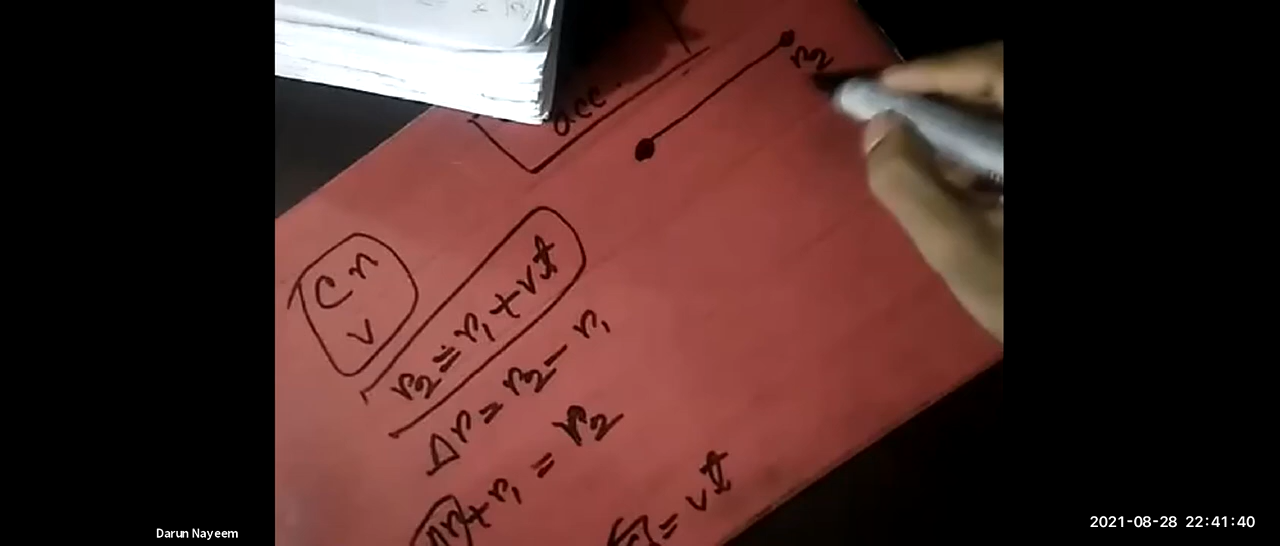 acc.
r₂
Cn
v
r₂ = r₁ + vt
Δr = r₂ - r₁
Δr + r₁ = r₂
= vt
Darun Nayeem
2021-08-28 22:41:40